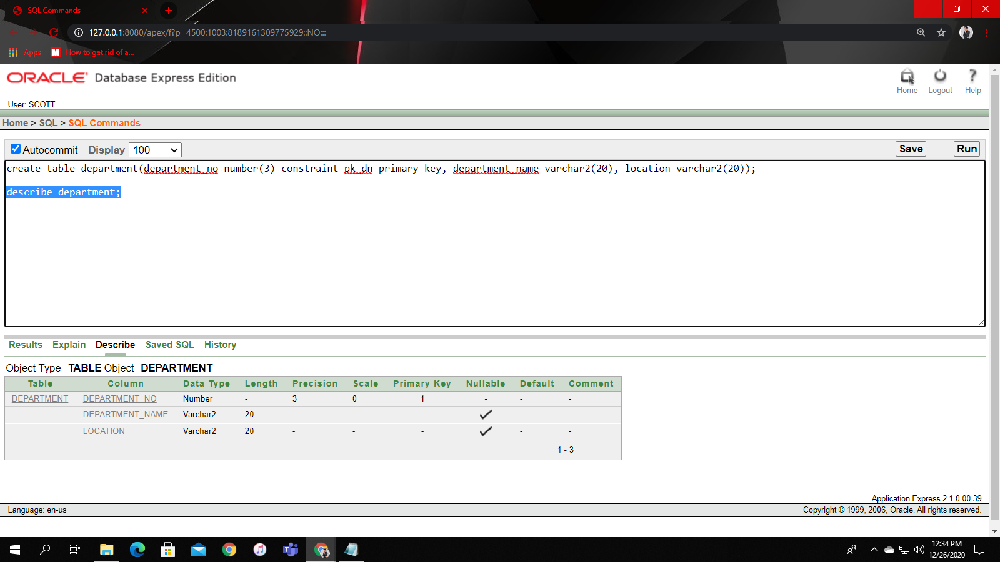 SQL Commands
127.0.0.1:8080/apex/f?p=4500:1003:8189161309775929::NO:::
Apps How to get rid of a...
ORACLE Database Express Edition
Home Logout Help
User: SCOTT
Home > SQL > SQL Commands
Autocommit Display 100 Save Run
create table department(department_no number(3) constraint pk_dn primary key, department_name varchar2(20), location varchar2(20));
describe department;
Results Explain Describe Saved SQL History
Object Type TABLE Object DEPARTMENT
Table Column Data Type Length Precision Scale Primary Key Nullable Default Comment
DEPARTMENT DEPARTMENT_NO Number - 3 0 1 - - -
DEPARTMENT_NAME Varchar2 20 - - - - -
LOCATION Varchar2 20 - - - - -
1 - 3
Application Express 2.1.0.00.39
Language: en-us Copyright © 1999, 2006, Oracle. All rights reserved.
12:34 PM
12/26/2020